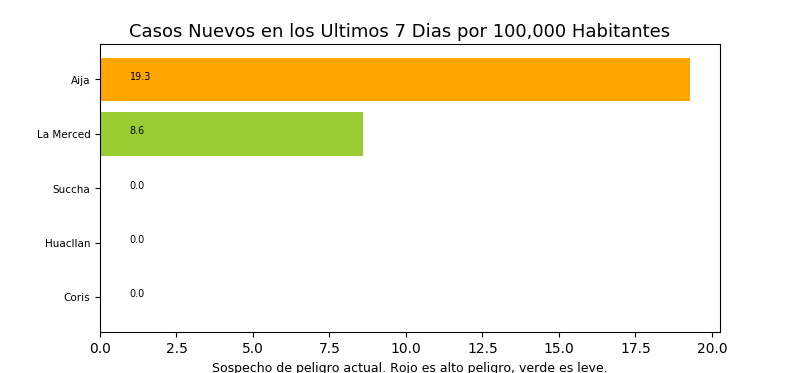 Casos Nuevos en los Ultimos 7 Dias por 100,000 Habitantes
Aija 19.3
La Merced 8.6
Succha 0.0
Huacllan 0.0
Coris 0.0
0.0 2.5 5.0 7.5 10.0 12.5 15.0 17.5 20.0
Sospecho de peligro actual. Rojo es alto peligro, verde es leve.